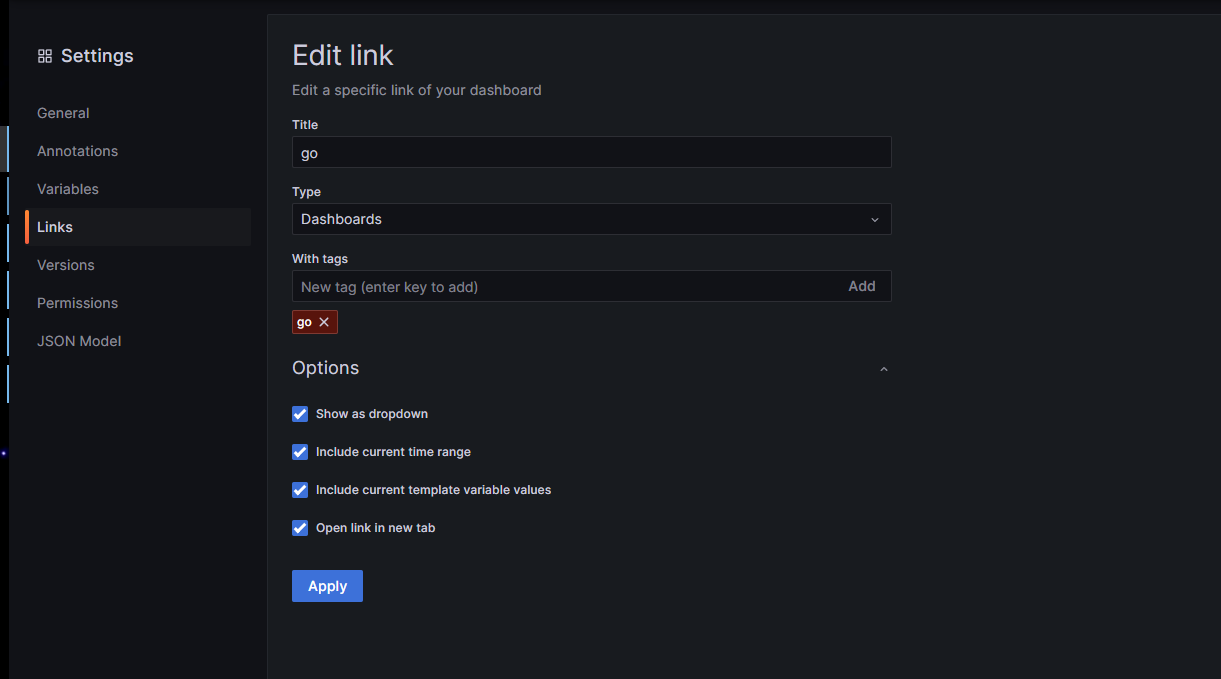 Settings
General
Annotations
Variables
Links
Versions
Permissions
JSON Model
Edit link
Edit a specific link of your dashboard
Title
go
Type
Dashboards
With tags
New tag (enter key to add) Add
go
Options
Show as dropdown
Include current time range
Include current template variable values
Open link in new tab
Apply